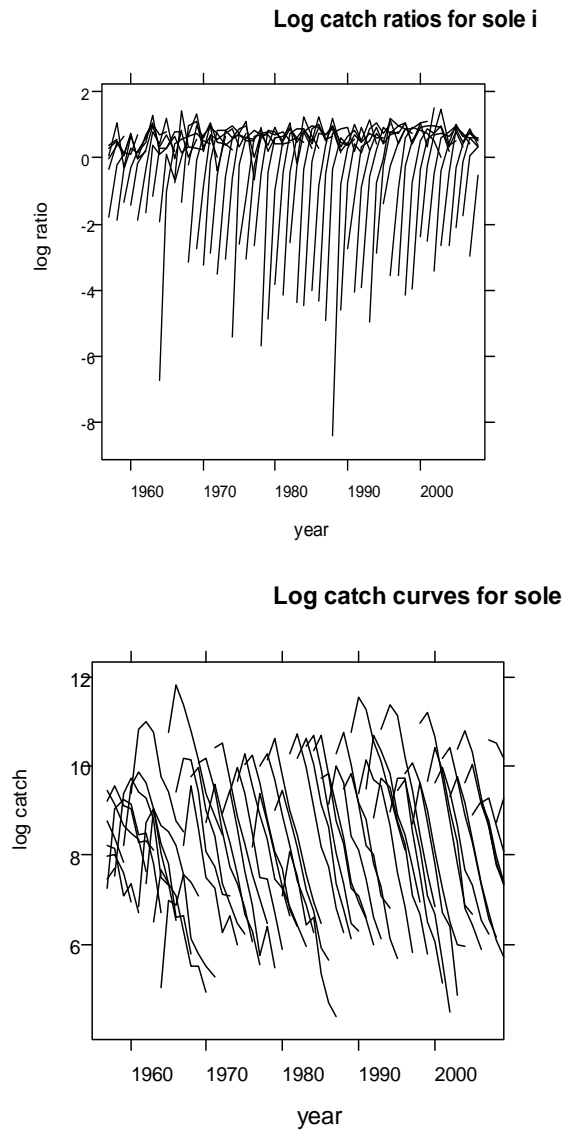 Log catch ratios for sole i
2
0
-2
-4
-6
-8
log ratio
1960 1970 1980 1990 2000
year
Log catch curves for sole
12
10
8
6
log catch
1960 1970 1980 1990 2000
year